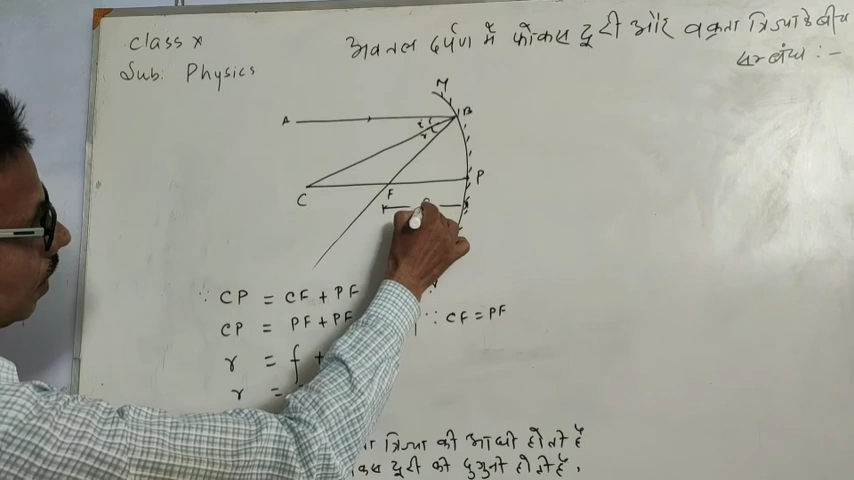 Class x
Sub: Physics
अवतल दर्पण में फोकस दूरी और वक्रता त्रिज्या के बीच
सम्बंध :-
M
A
B
C
F
P
∵ CP = CF + PF
CP = PF + PF
∵ CF = PF
r = f +
r =
त्रिज्या की आधी होती है
दूरी की दुगुनी होती है,